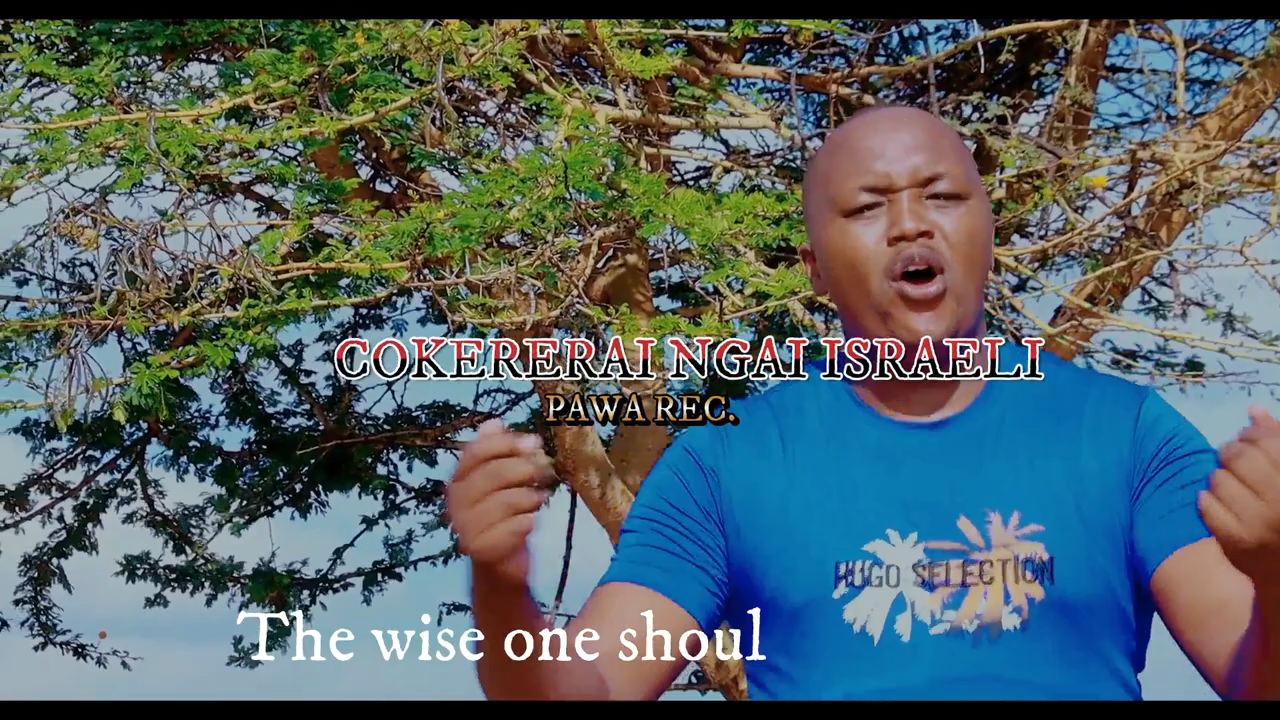 COKERERAI NGAI ISRAELI
PAWA REC.
HUGO SELECTION
The wise one shoul